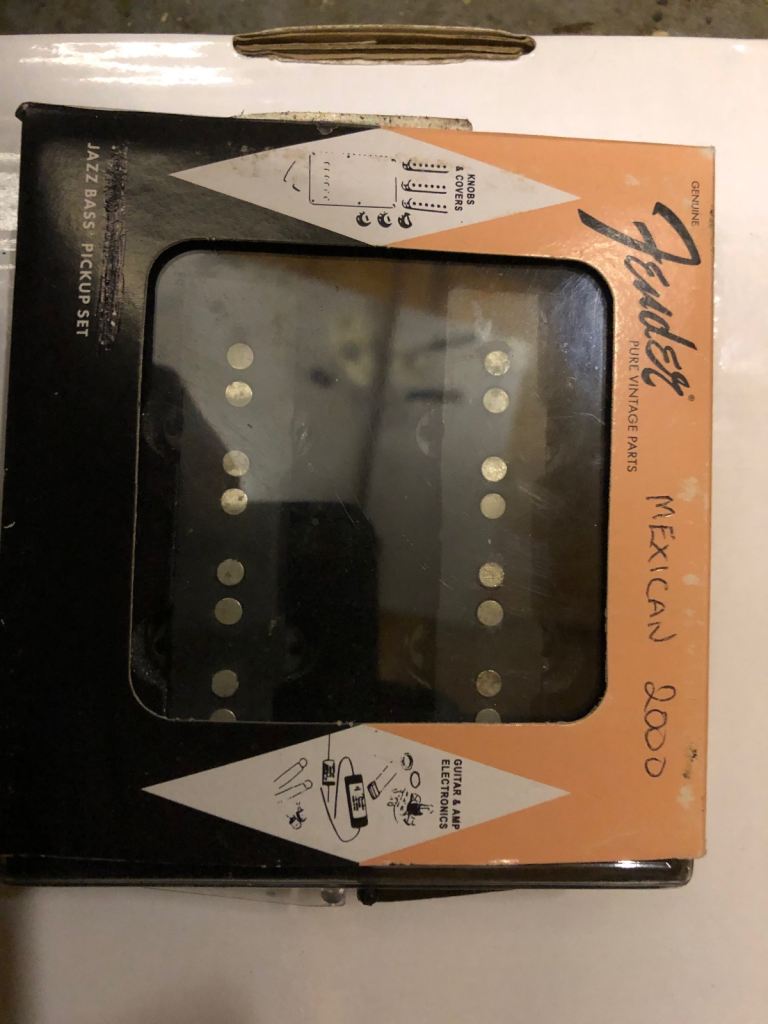 GENUINE
Fender®
PURE VINTAGE PARTS
MEXICAN 2000
KNOBS
& COVERS
GUITAR & AMP
ELECTRONICS
JAZZ BASS® PICKUP SET